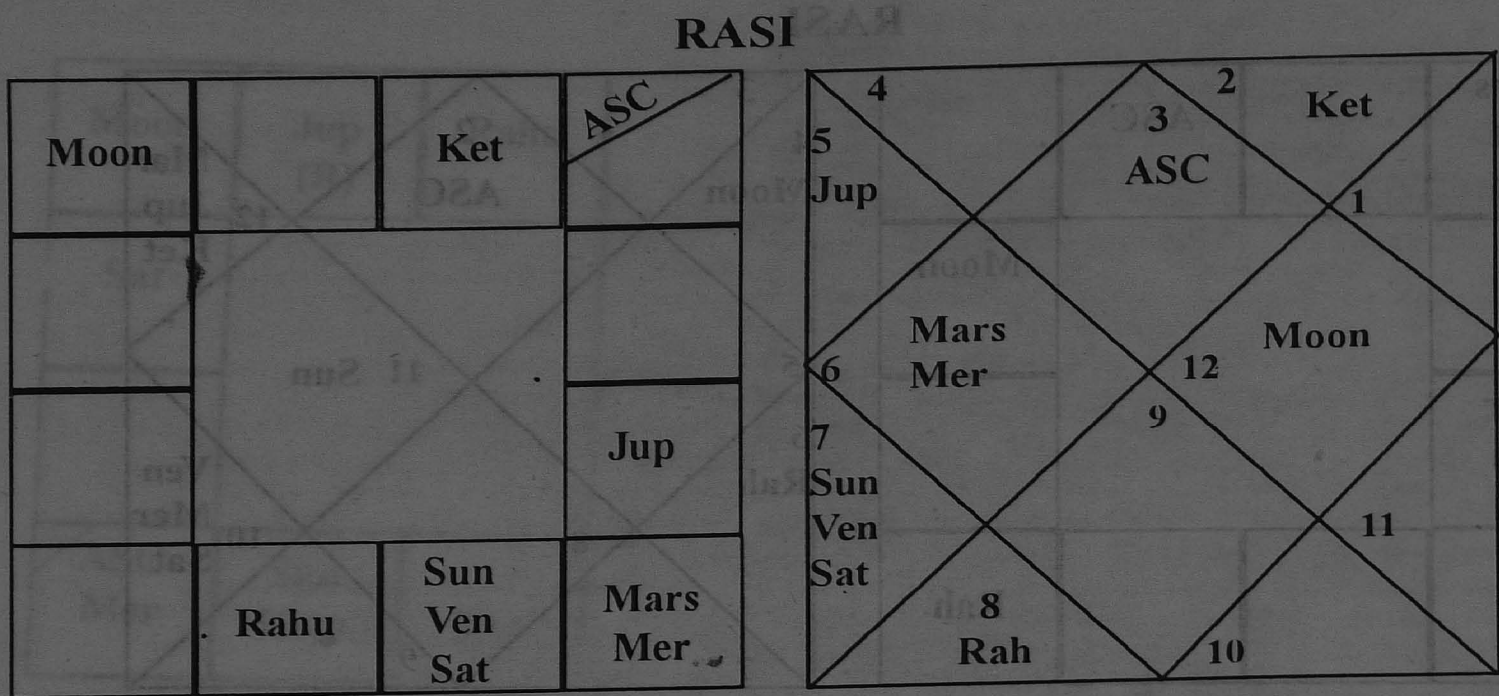 RASI
Moon
Ket
ASC
Jup
Rahu
Sun
Ven
Sat
Mars
Mer
4
5
Jup
3
ASC
2
Ket
1
Mars
Mer
6
12
Moon
9
7
Sun
Ven
Sat
11
8
Rah
10